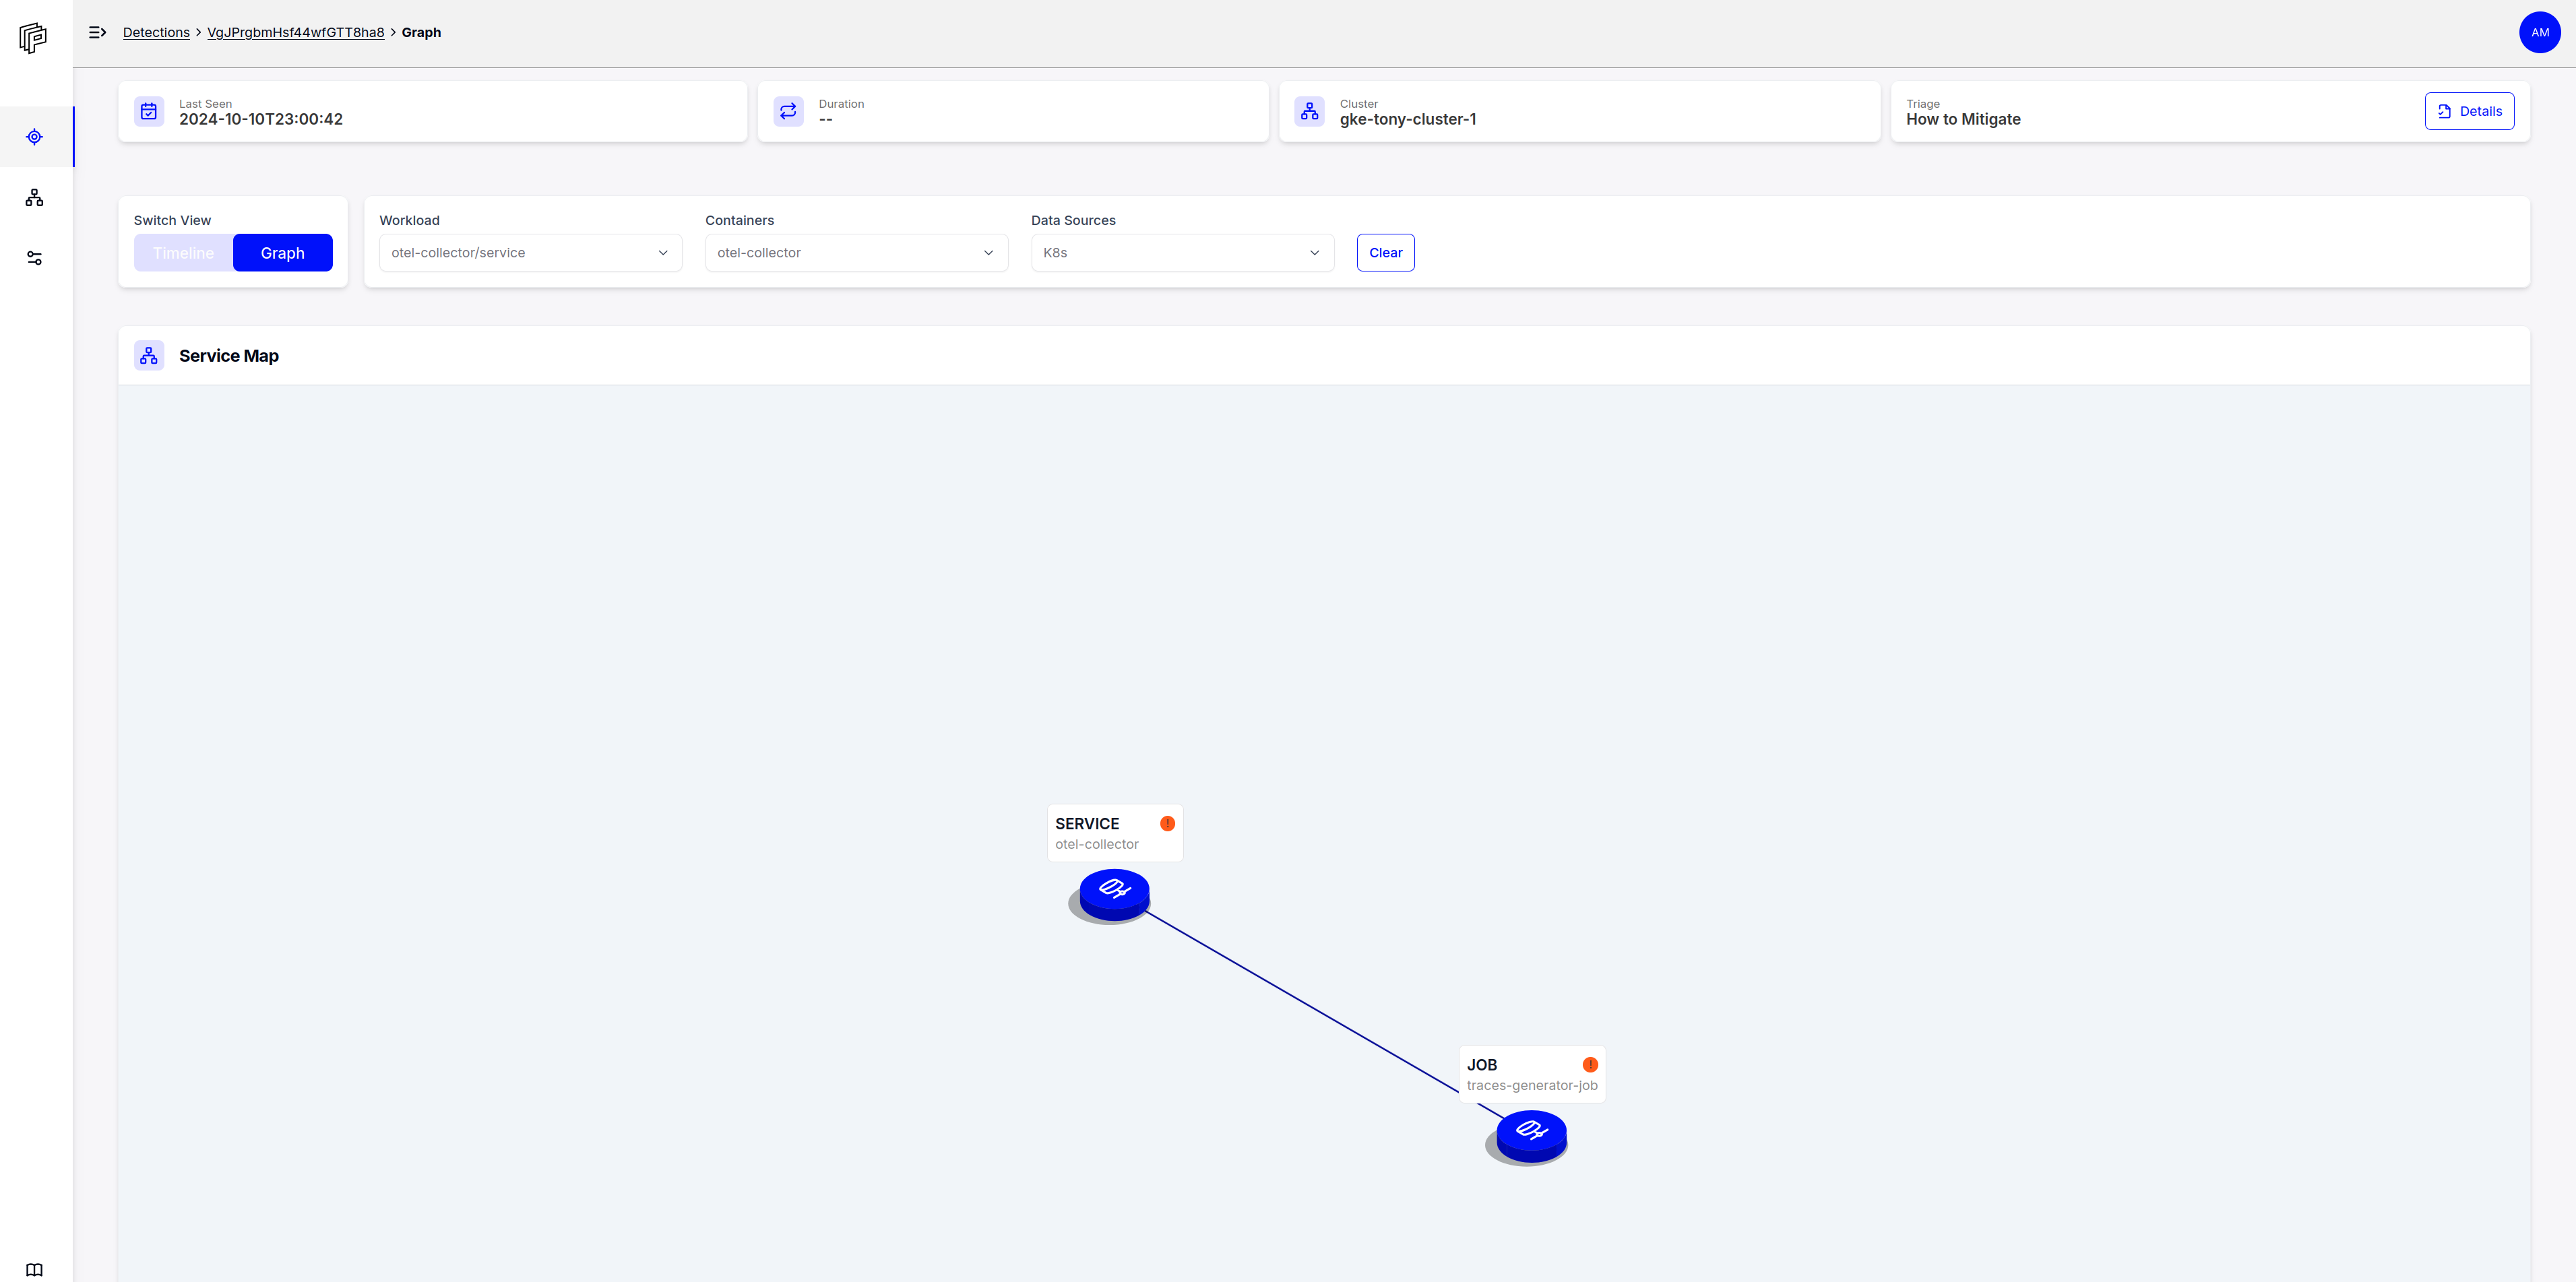 Detections > VgJPrgbmHsf44wfGTT8ha8 > Graph
AM
Last Seen
2024-10-10T23:00:42
Duration
--
Cluster
gke-tony-cluster-1
Triage
How to Mitigate
Details
Switch View
Timeline
Graph
Workload
otel-collector/service
Containers
otel-collector
Data Sources
K8s
Clear
Service Map
SERVICE
otel-collector
JOB
traces-generator-job